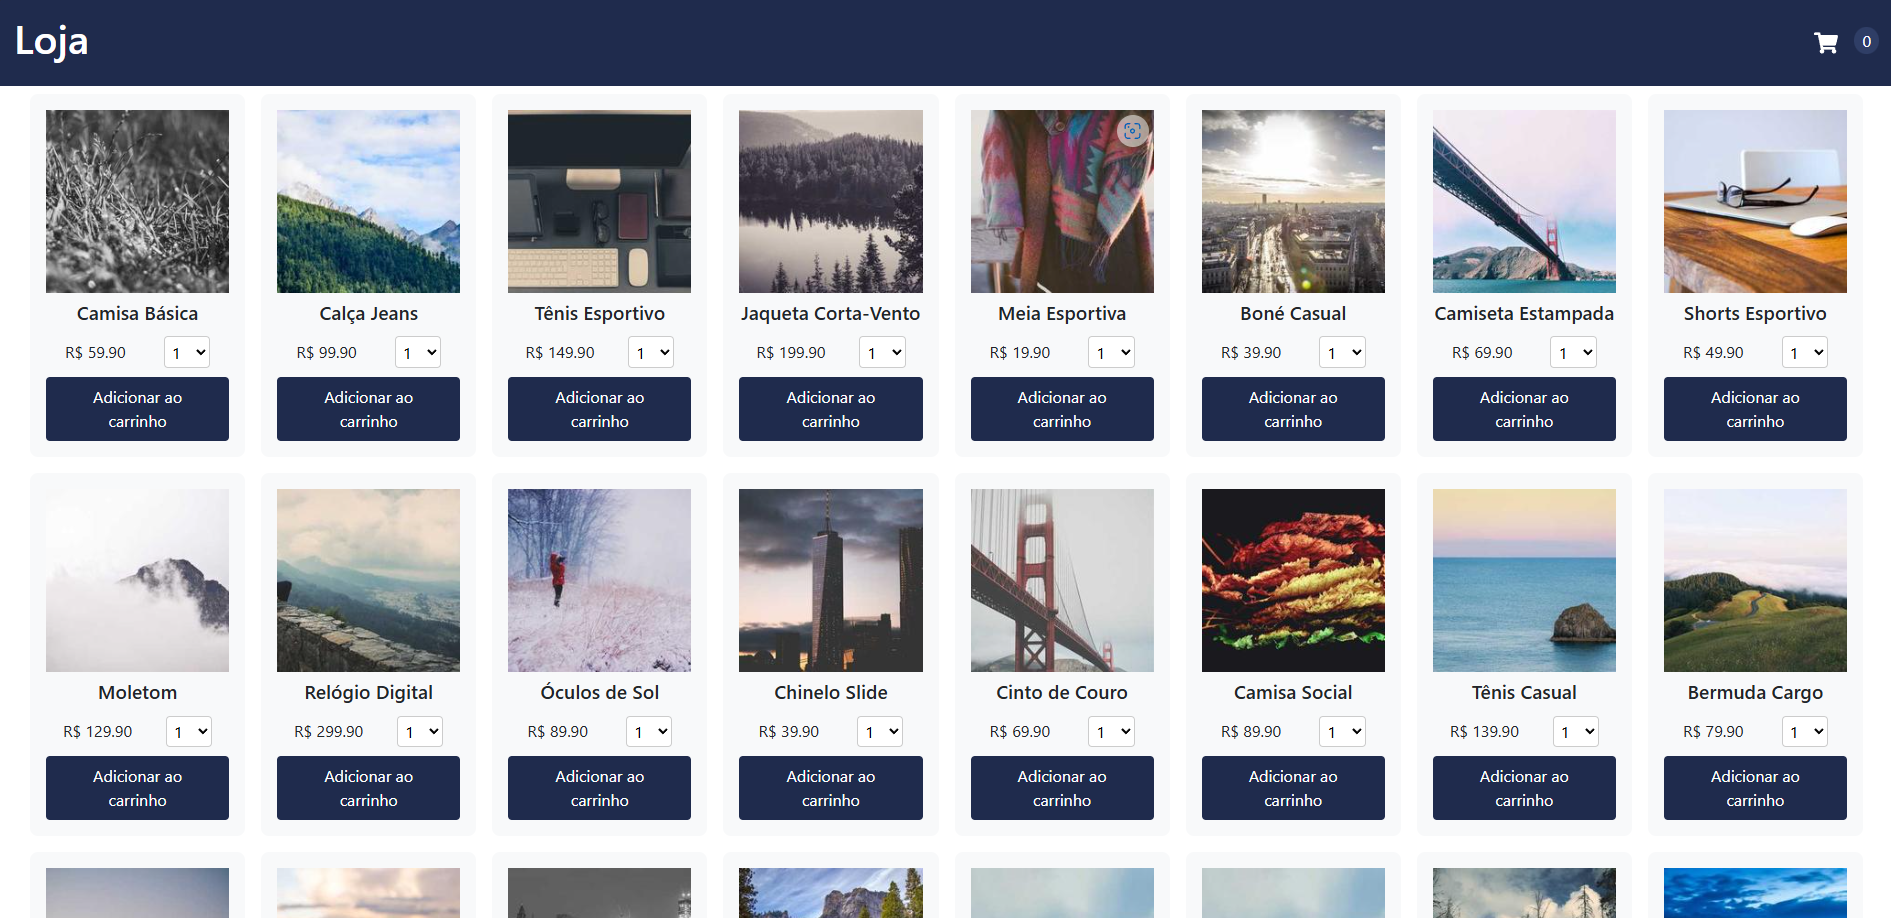 Loja
0
Camisa Básica
Calça Jeans
Tênis Esportivo
Jaqueta Corta-Vento
Meia Esportiva
Boné Casual
Camiseta Estampada
Shorts Esportivo
R$ 59.90 1
R$ 99.90 1
R$ 149.90 1
R$ 199.90 1
R$ 19.90 1
R$ 39.90 1
R$ 69.90 1
R$ 49.90 1
Adicionar ao
carrinho
Adicionar ao
carrinho
Adicionar ao
carrinho
Adicionar ao
carrinho
Adicionar ao
carrinho
Adicionar ao
carrinho
Adicionar ao
carrinho
Adicionar ao
carrinho
Moletom
Relógio Digital
Óculos de Sol
Chinelo Slide
Cinto de Couro
Camisa Social
Tênis Casual
Bermuda Cargo
R$ 129.90 1
R$ 299.90 1
R$ 89.90 1
R$ 39.90 1
R$ 69.90 1
R$ 89.90 1
R$ 139.90 1
R$ 79.90 1
Adicionar ao
carrinho
Adicionar ao
carrinho
Adicionar ao
carrinho
Adicionar ao
carrinho
Adicionar ao
carrinho
Adicionar ao
carrinho
Adicionar ao
carrinho
Adicionar ao
carrinho